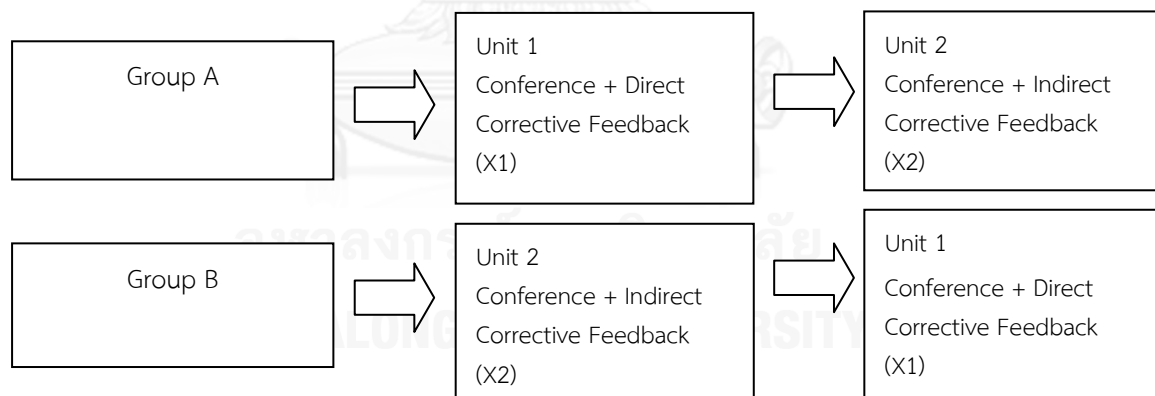 Group A
Unit 1
Conference + Direct
Corrective Feedback
(X1)
Unit 2
Conference + Indirect
Corrective Feedback
(X2)
Group B
Unit 2
Conference + Indirect
Corrective Feedback
(X2)
Unit 1
Conference + Direct
Corrective Feedback
(X1)